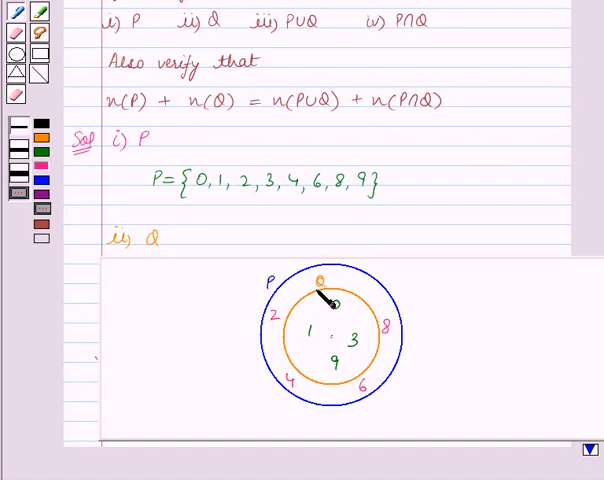 i) P ii) Q iii) P∪Q iv) P∩Q
Also verify that
n(P) + n(Q) = n(P∪Q) + n(P∩Q)
Sol i) P
P = {0, 1, 2, 3, 4, 6, 8, 9}
ii) Q
P Q
0
2 8
1 3
9
4 6